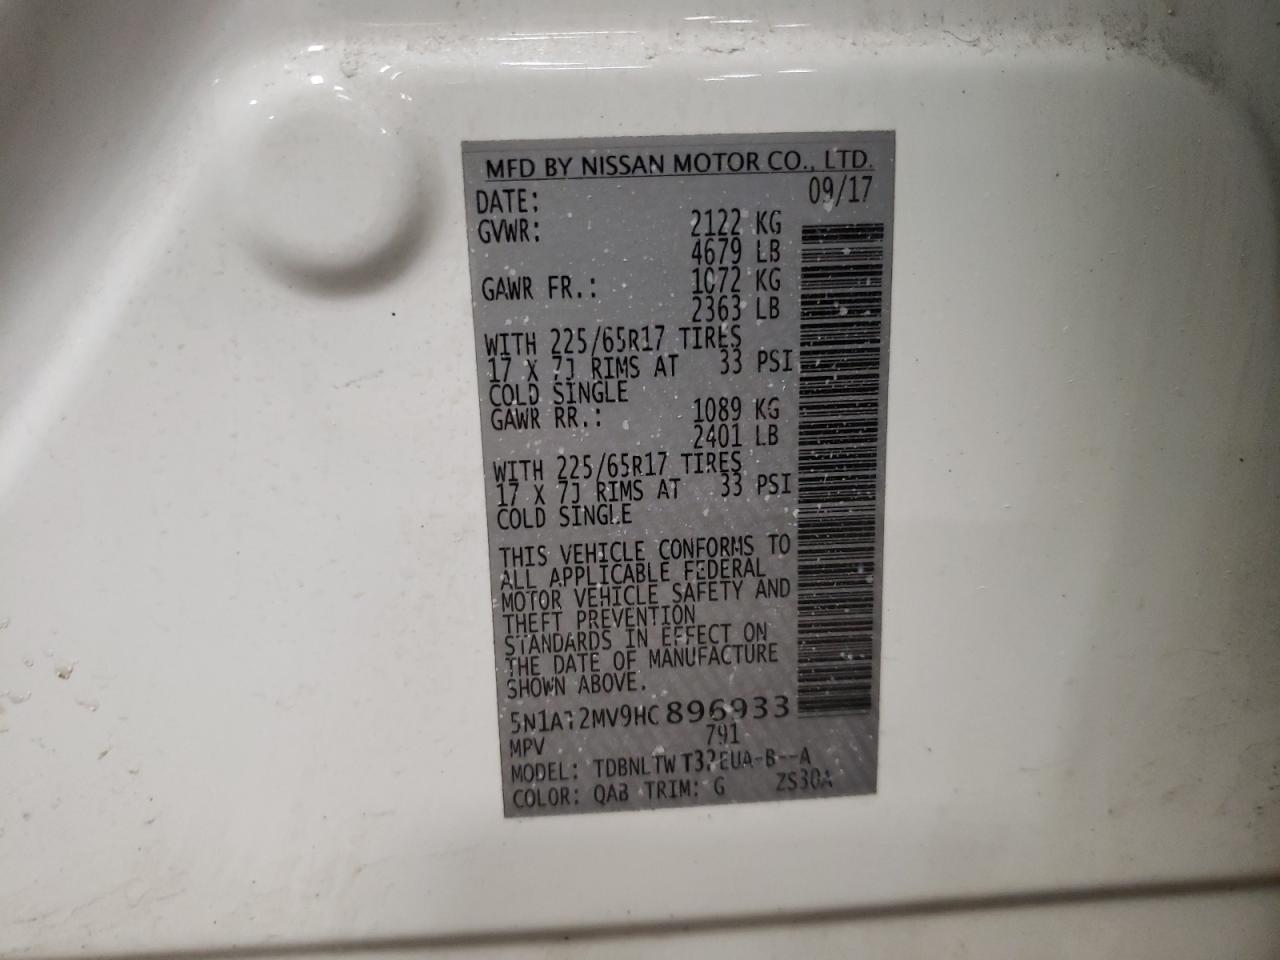 MFD BY NISSAN MOTOR CO., LTD.
DATE: 09/17
GVWR: 2122 KG
4679 LB
GAWR FR.: 1072 KG
2363 LB
WITH 225/65R17 TIRES
17 X 7J RIMS AT 33 PSI
COLD SINGLE
GAWR RR.: 1089 KG
2401 LB
WITH 225/65R17 TIRES
17 X 7J RIMS AT 33 PSI
COLD SINGLE
THIS VEHICLE CONFORMS TO
ALL APPLICABLE FEDERAL
MOTOR VEHICLE SAFETY AND
THEFT PREVENTION
STANDARDS IN EFFECT ON
THE DATE OF MANUFACTURE
SHOWN ABOVE.
5N1AT2MV9HC896933
MPV 791
MODEL: TDBNLTWT32EUA-B--A
COLOR: QAB TRIM: G ZS30A